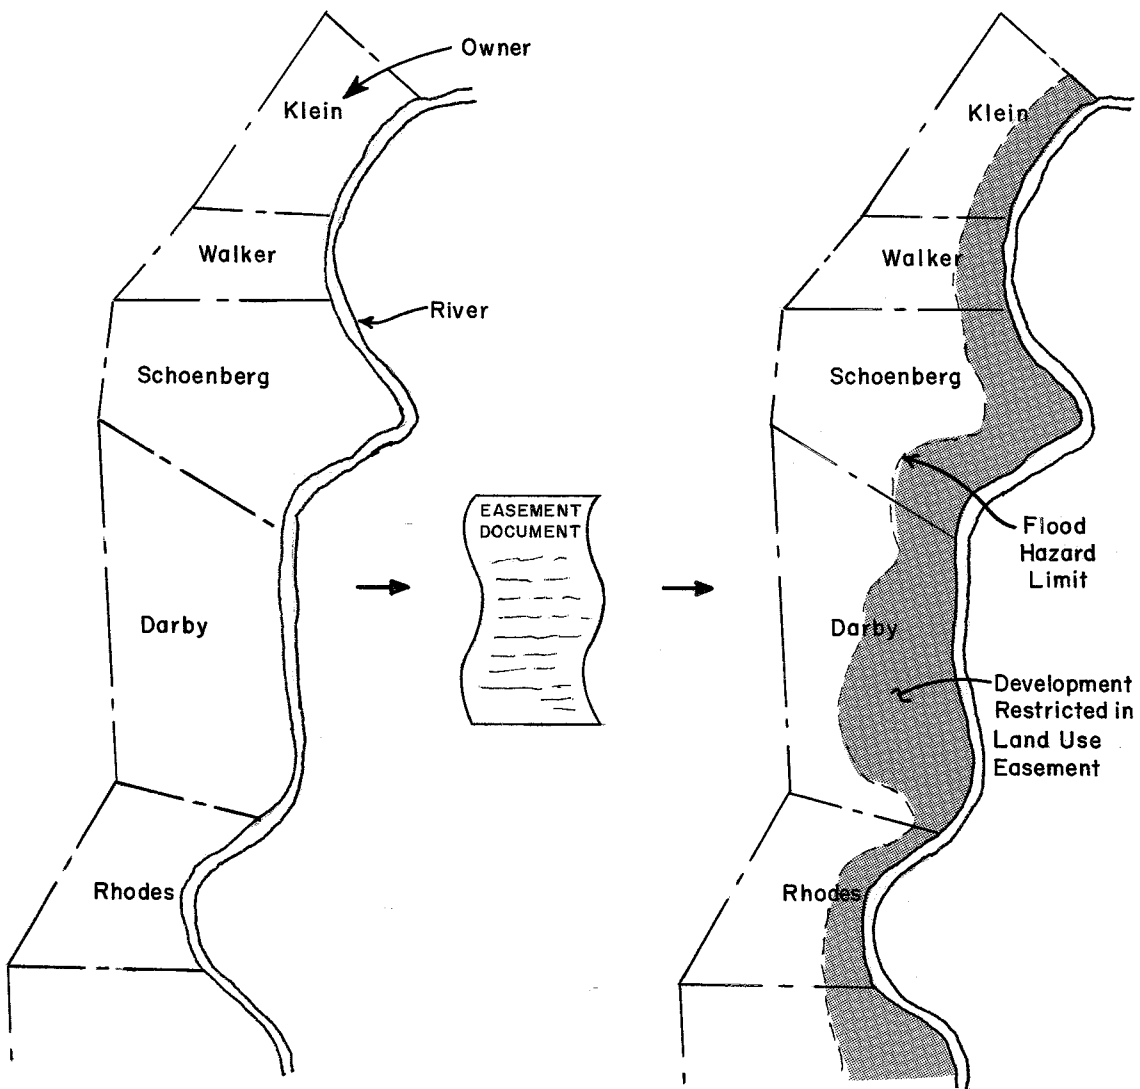 Owner
Klein
Walker
River
Schoenberg
Darby
Rhodes
EASEMENT
DOCUMENT
Klein
Walker
Schoenberg
Flood
Hazard
Limit
Darby
Development
Restricted in
Land Use
Easement
Rhodes